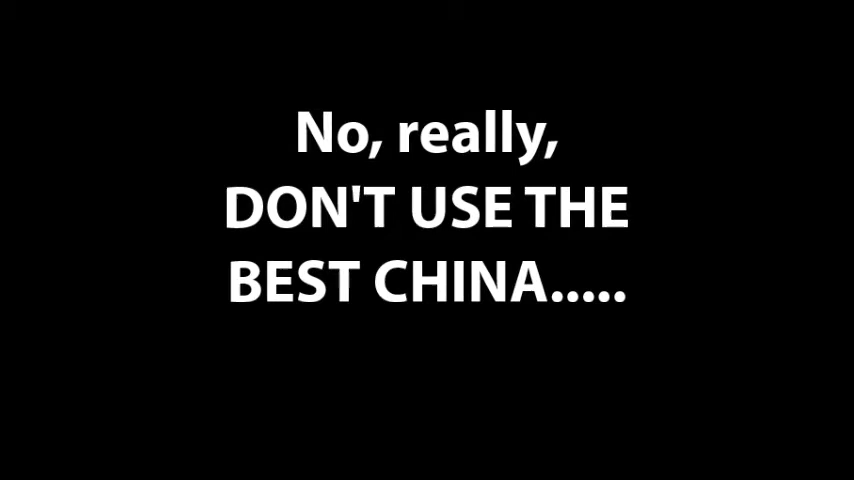 No, really,
DON'T USE THE
BEST CHINA.....